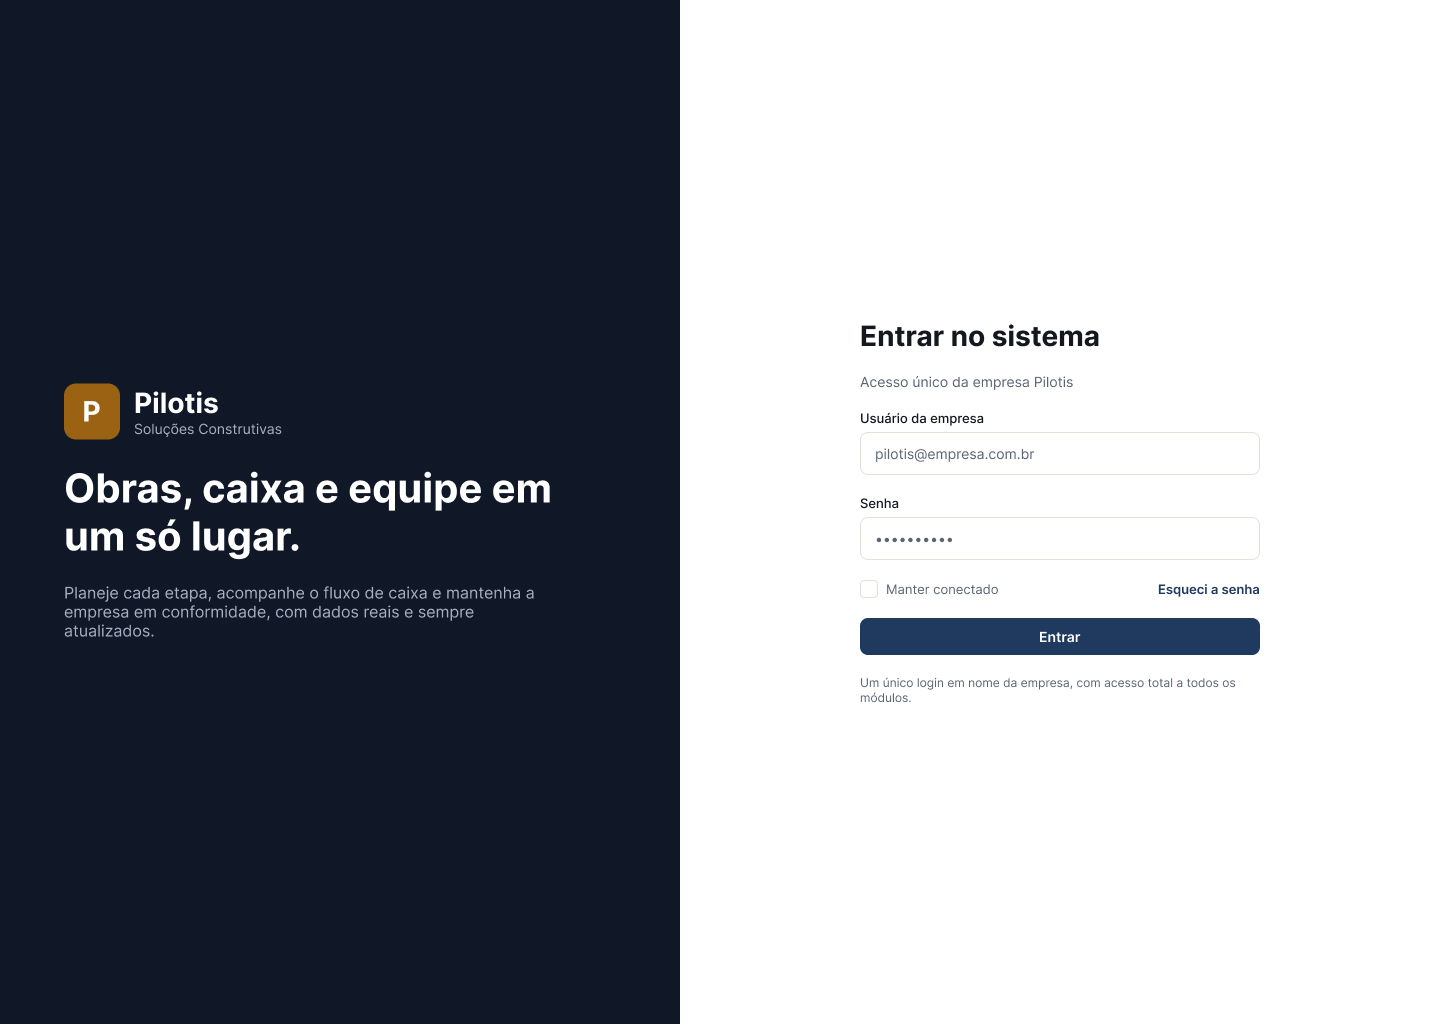 P
Pilotis
Soluções Construtivas
Obras, caixa e equipe em
um só lugar.
Planeje cada etapa, acompanhe o fluxo de caixa e mantenha a
empresa em conformidade, com dados reais e sempre
atualizados.
Entrar no sistema
Acesso único da empresa Pilotis
Usuário da empresa
pilotis@empresa.com.br
Senha
••••••••••
Manter conectado
Esqueci a senha
Entrar
Um único login em nome da empresa, com acesso total a todos os
módulos.